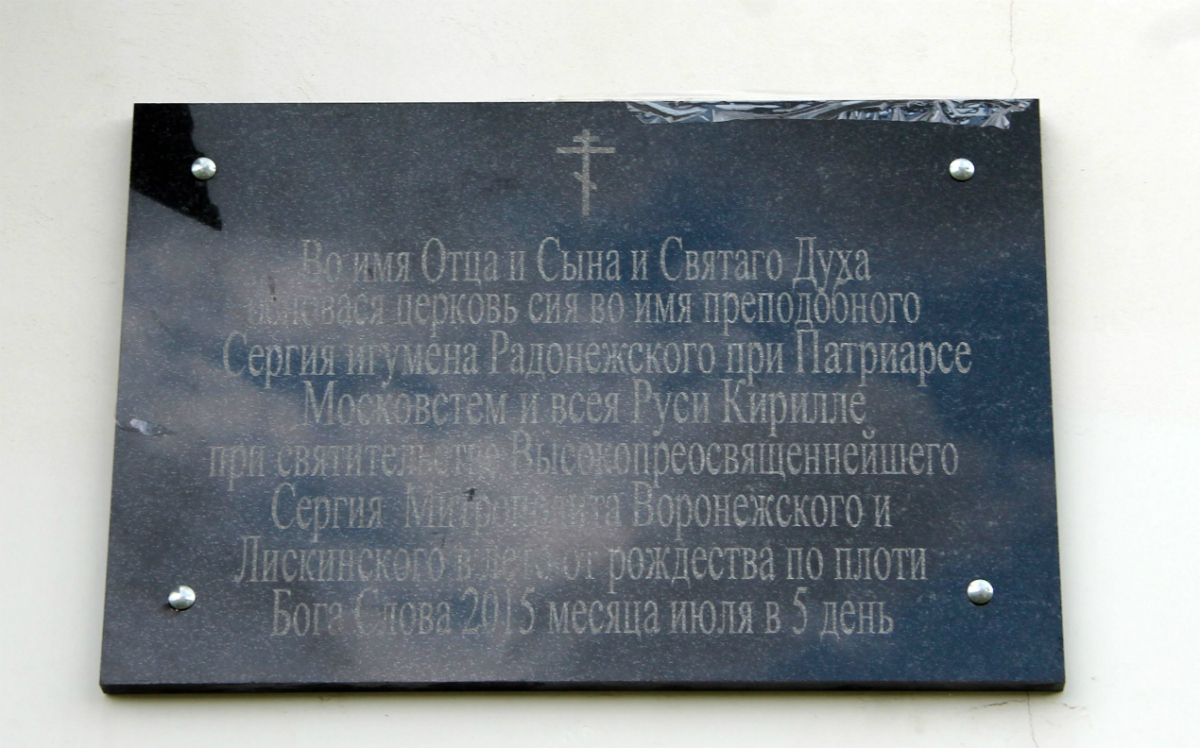 Во имя Отца и Сына и Святаго Духа
церковь сия во имя преподобного
Сергия игумена Радонежского при Патриарсе
Московстем и всея Руси Кирилле
при святительстве Высокопреосвященнейшего
Сергия Митрополита Воронежского и
Лискинского в лето от рождества по плоти
Бога Слова 2015 месяца июля в 5 день